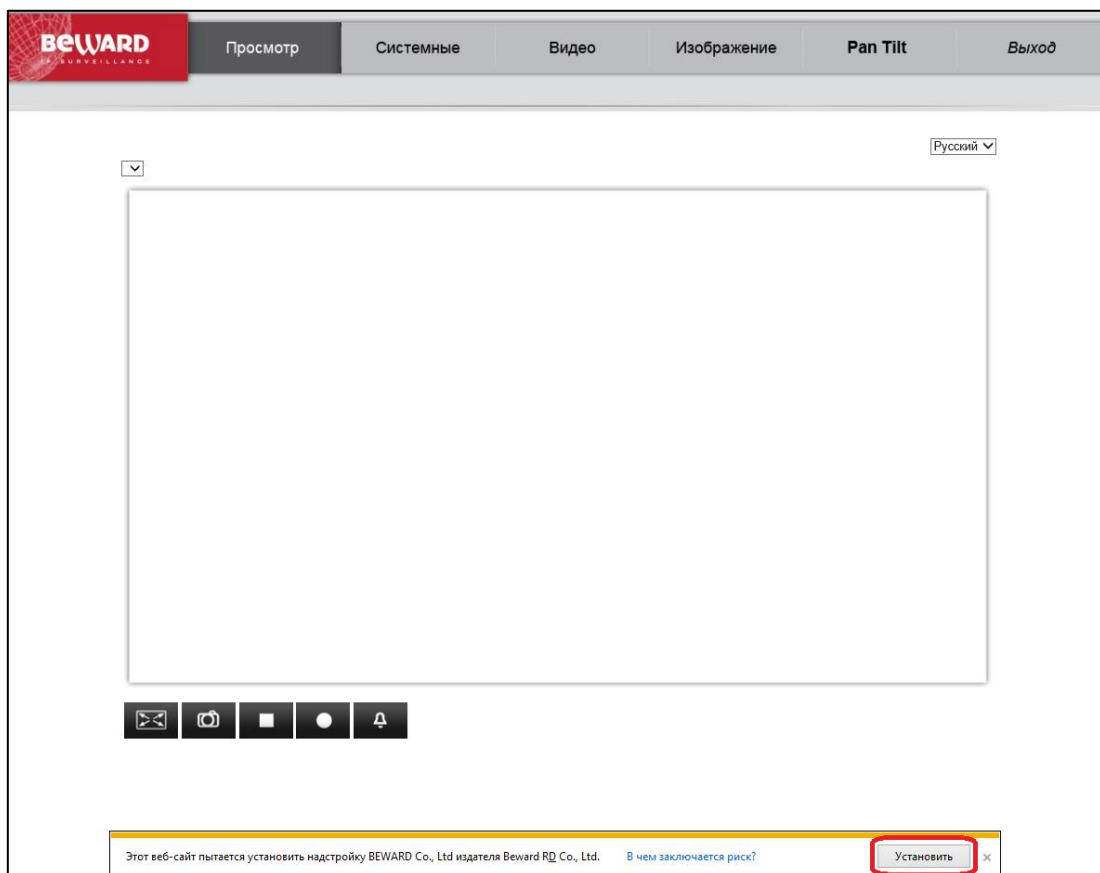 BEWARD
IP SURVEILLANCE
Просмотр
Системные
Видео
Изображение
Pan Tilt
Выход
Русский
Этот веб-сайт пытается установить надстройку BEWARD Co., Ltd издателя Beward RD Co., Ltd. В чем заключается риск? Установить